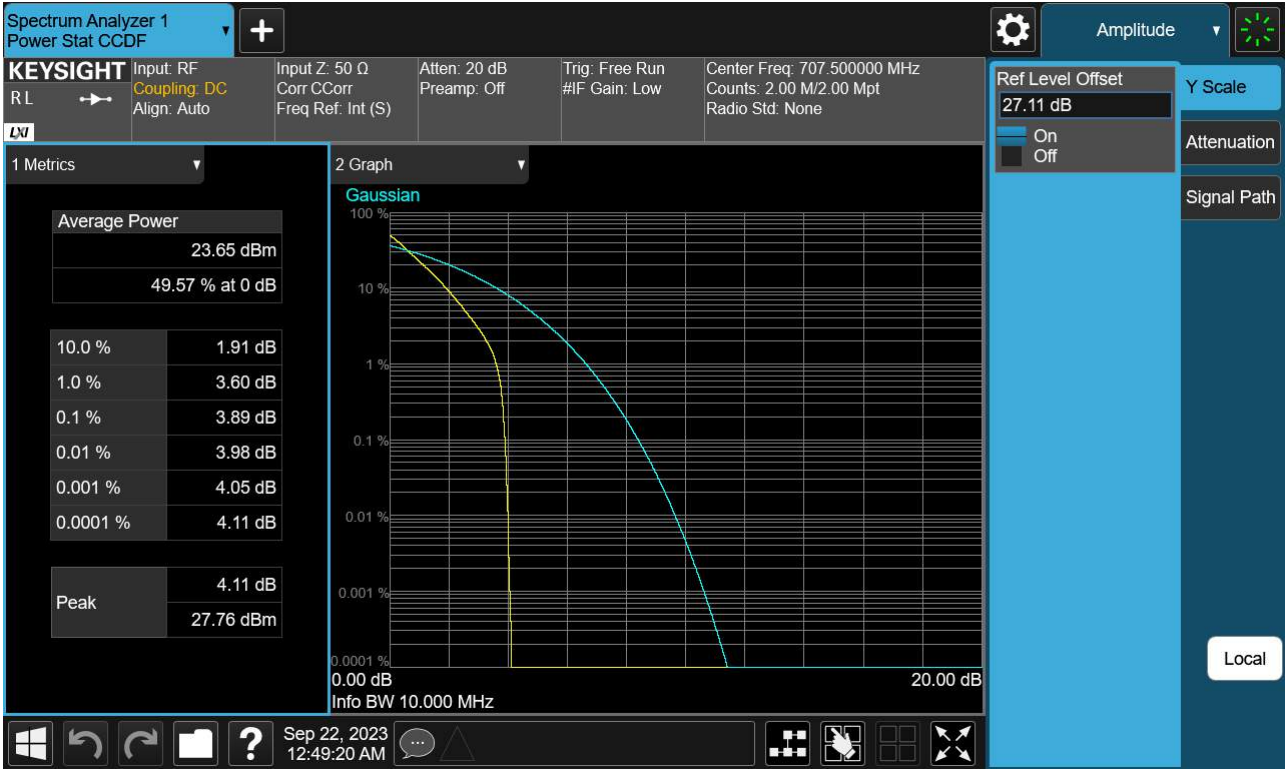 Spectrum Analyzer 1
Power Stat CCDF
Amplitude
KEYSIGHT
R L
LXI
Input: RF
Coupling: DC
Align: Auto
Input Z: 50 Ω
Corr CCorr
Freq Ref: Int (S)
Atten: 20 dB
Preamp: Off
Trig: Free Run
#IF Gain: Low
Center Freq: 707.500000 MHz
Counts: 2.00 M/2.00 Mpt
Radio Std: None
Ref Level Offset
27.11 dB
On
Off
Y Scale
Attenuation
Signal Path
Local
1 Metrics
Average Power
23.65 dBm
49.57 % at 0 dB
10.0 % 1.91 dB
1.0 % 3.60 dB
0.1 % 3.89 dB
0.01 % 3.98 dB
0.001 % 4.05 dB
0.0001 % 4.11 dB
Peak
4.11 dB
27.76 dBm
2 Graph
Gaussian
100 %
10 %
1 %
0.1 %
0.01 %
0.001 %
0.0001 %
0.00 dB 20.00 dB
Info BW 10.000 MHz
?
Sep 22, 2023
12:49:20 AM